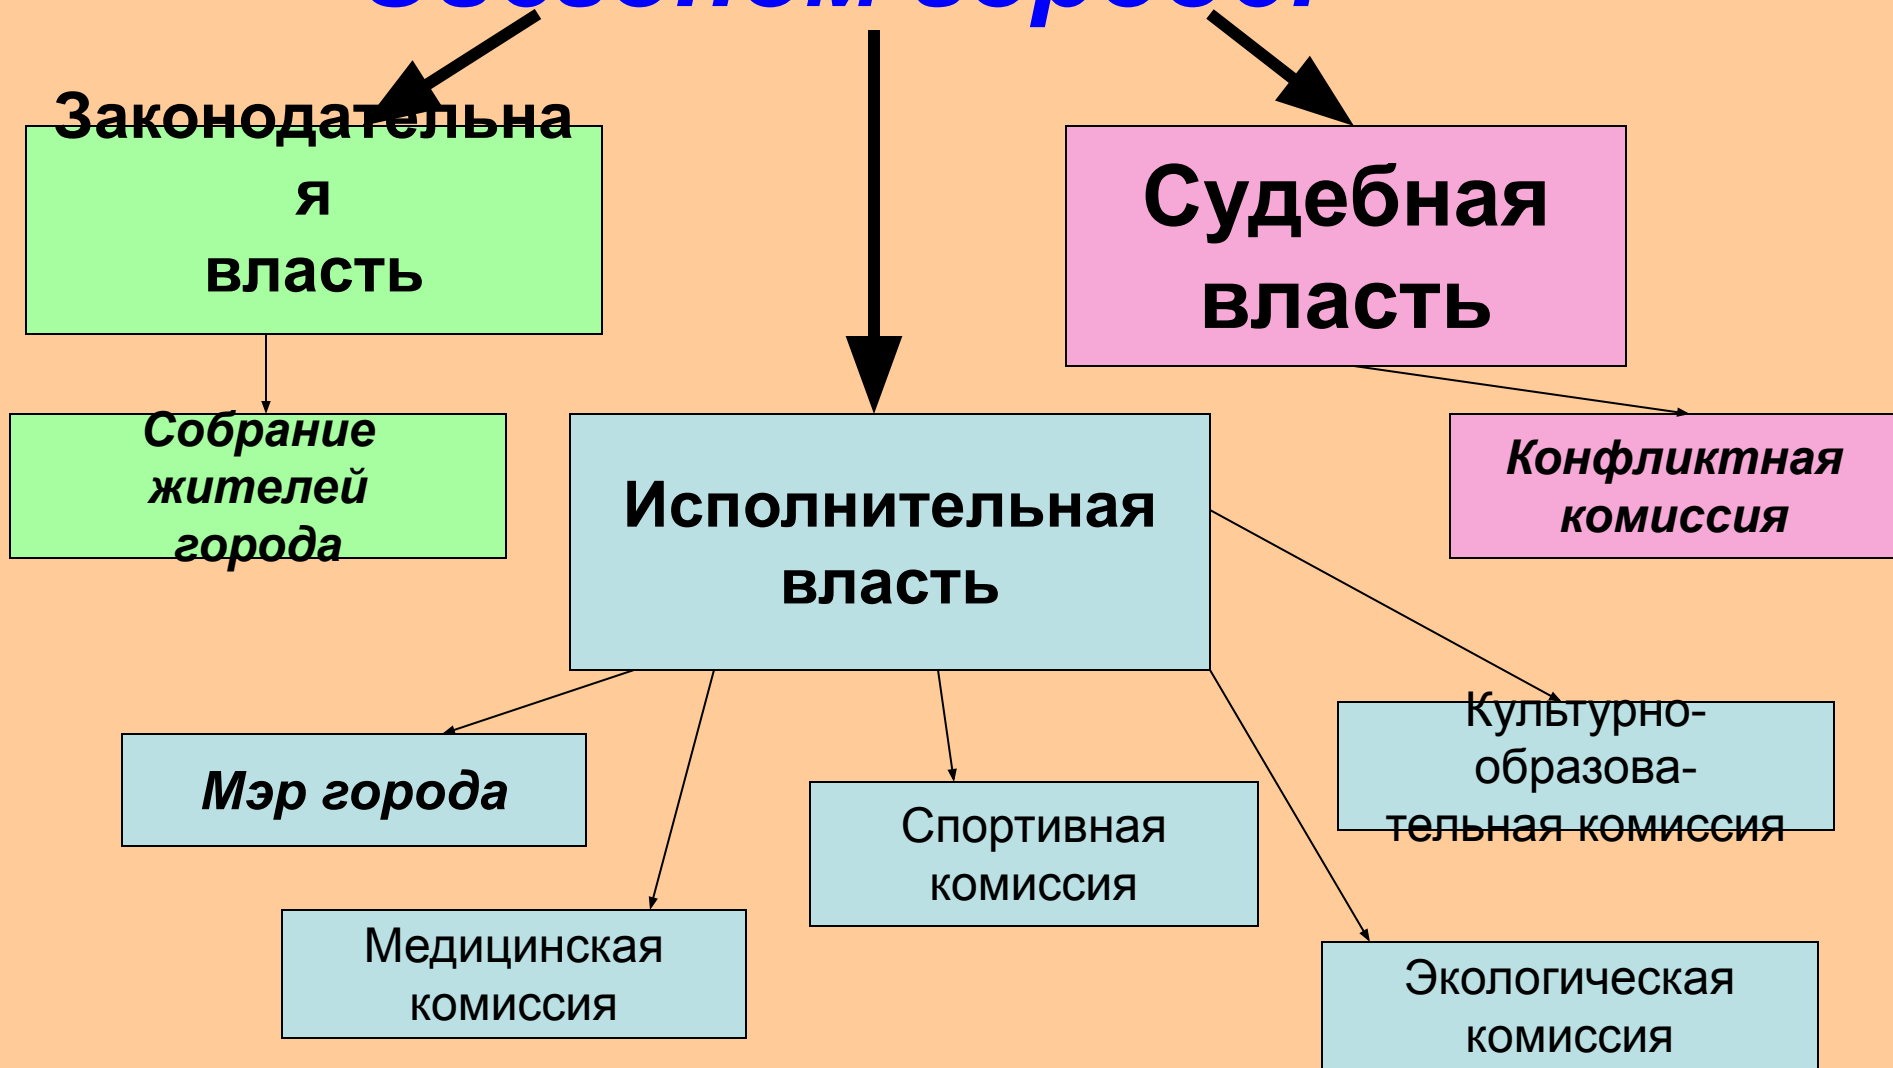 города
Законодательна
я
власть
Судебная
власть
Собрание
жителей
города
Исполнительная
власть
Конфликтная
комиссия
Мэр города
Спортивная
комиссия
Культурно-
образова-
тельная комиссия
Медицинская
комиссия
Экологическая
комиссия